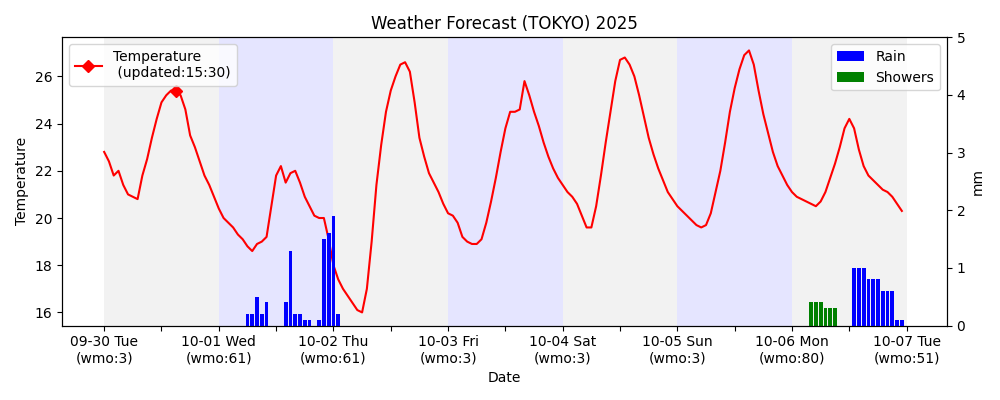 Weather Forecast (TOKYO) 2025
Temperature
(updated:15:30)
Rain
Showers
Temperature
26
24
22
20
18
16
5
4
3
2
1
0
mm
09-30 Tue
(wmo:3)
10-01 Wed
(wmo:61)
10-02 Thu
(wmo:61)
10-03 Fri
(wmo:3)
10-04 Sat
(wmo:3)
10-05 Sun
(wmo:3)
10-06 Mon
(wmo:80)
10-07 Tue
(wmo:51)
Date